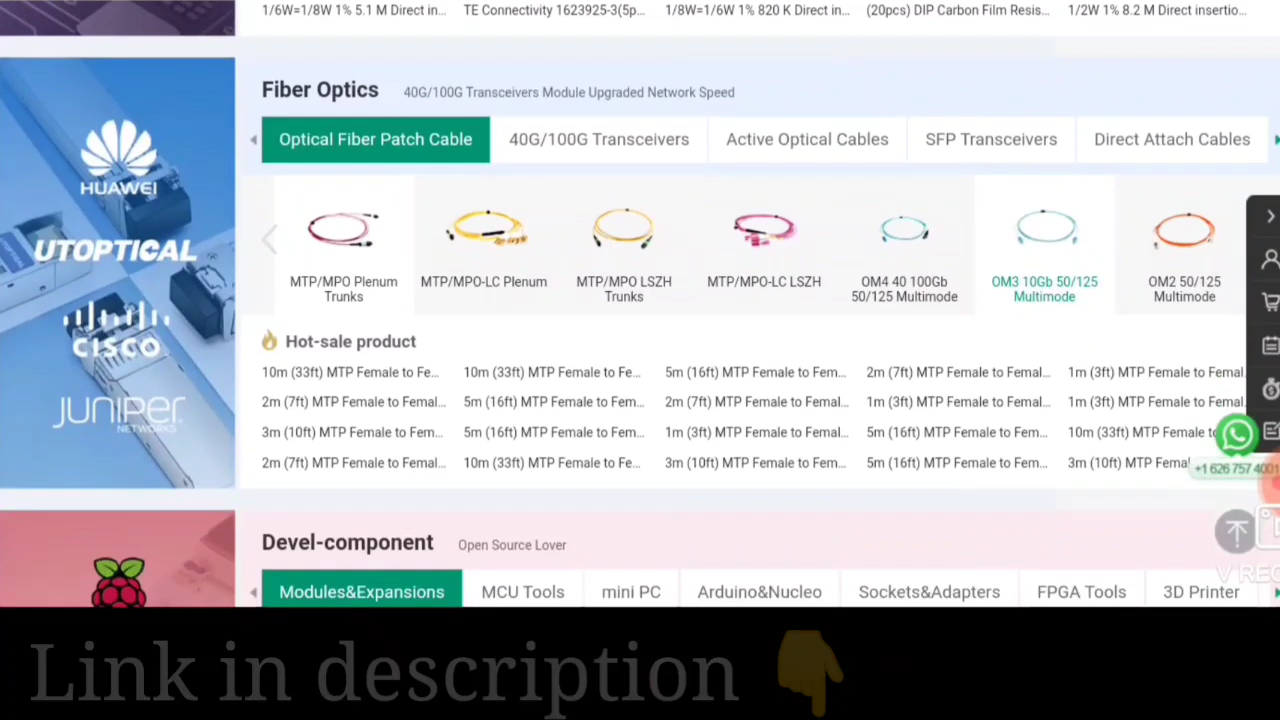 1/6W=1/8W 1% 5.1 M Direct in... TE Connectivity 1623925-3(5p... 1/8W=1/6W 1% 820 K Direct in... (20pcs) DIP Carbon Film Resis... 1/2W 1% 8.2 M Direct insertio...
Fiber Optics 40G/100G Transceivers Module Upgraded Network Speed
Optical Fiber Patch Cable 40G/100G Transceivers Active Optical Cables SFP Transceivers Direct Attach Cables
HUAWEI
UTOPTICAL
CISCO
JUNIPER
NETWORKS
MTP/MPO Plenum MTP/MPO-LC Plenum MTP/MPO LSZH MTP/MPO-LC LSZH OM4 40 100Gb OM3 10Gb 50/125 OM2 50/125
Trunks Trunks 50/125 Multimode Multimode Multimode
Hot-sale product
10m (33ft) MTP Female to Fe... 10m (33ft) MTP Female to Fe... 5m (16ft) MTP Female to Fem... 2m (7ft) MTP Female to Femal... 1m (3ft) MTP Female to Femal
2m (7ft) MTP Female to Femal... 5m (16ft) MTP Female to Fem... 2m (7ft) MTP Female to Femal... 1m (3ft) MTP Female to Femal... 1m (3ft) MTP Female to Femal
3m (10ft) MTP Female to Fem... 5m (16ft) MTP Female to Fem... 1m (3ft) MTP Female to Femal... 5m (16ft) MTP Female to Fem... 10m (33ft) MTP Female to
2m (7ft) MTP Female to Femal... 10m (33ft) MTP Female to Fe... 3m (10ft) MTP Female to Fem... 5m (16ft) MTP Female to Fem... 3m (10ft) MTP Femal
+1 626 757 4001
V REC
Devel-component Open Source Lover
Modules&Expansions MCU Tools mini PC Arduino&Nucleo Sockets&Adapters FPGA Tools 3D Printer
Link in description